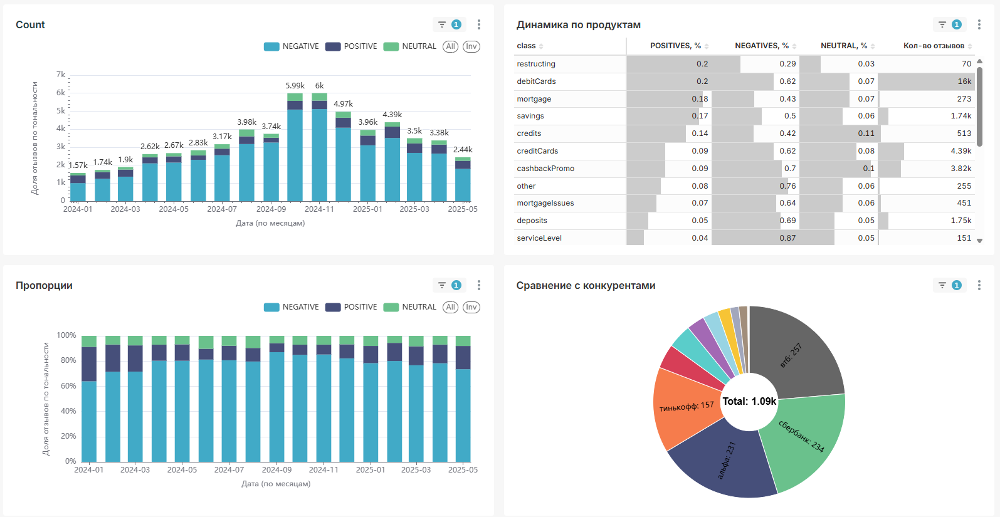 Count
1
NEGATIVE POSITIVE NEUTRAL All Inv
Доля отызвов по тональности
7k
6k
5k
4k
3k
2k
1k
0
1.57k 1.74k 1.9k 2.62k 2.67k 2.83k 3.17k 3.98k 3.74k 5.99k 6k 4.97k 3.96k 4.39k 3.5k 3.38k 2.44k
2024-01 2024-03 2024-05 2024-07 2024-09 2024-11 2025-01 2025-03 2025-05
Дата (по месяцам)
Динамика по продуктам
1
class POSITIVES, % NEGATIVES, % NEUTRAL, % Кол-во отзывов
restructing 0.2 0.29 0.03 70
debitCards 0.2 0.62 0.07 16k
mortgage 0.18 0.43 0.07 273
savings 0.17 0.5 0.06 1.74k
credits 0.14 0.42 0.11 513
creditCards 0.09 0.62 0.08 4.39k
cashbackPromo 0.09 0.7 0.1 3.82k
other 0.08 0.76 0.06 255
mortgageIssues 0.07 0.64 0.06 451
deposits 0.05 0.69 0.05 1.75k
serviceLevel 0.04 0.87 0.05 151
Пропорции
1
NEGATIVE POSITIVE NEUTRAL All Inv
Доля отзывов по тональности
100%
80%
60%
40%
20%
0%
2024-01 2024-03 2024-05 2024-07 2024-09 2024-11 2025-01 2025-03 2025-05
Дата (по месяцам)
Сравнение с конкурентами
1
втб: 257
Total: 1.09k
тинькофф: 157
сбербанк: 234
альфа: 231